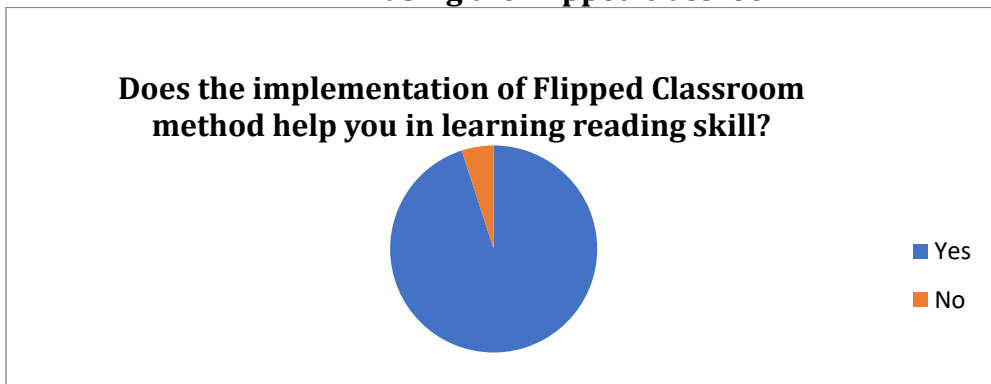 Does the implementation of Flipped Classroom
method help you in learning reading skill?
Yes
No